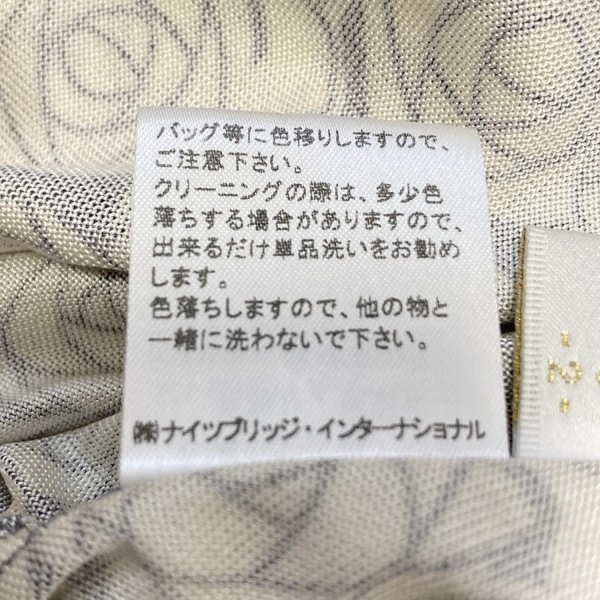 バッグ等に色移りしますので、
ご注意下さい。
クリーニングの際は、多少色
落ちする場合がありますので、
出来るだけ単品洗いをお勧め
します。
色落ちしますので、他の物と
一緒に洗わないで下さい。
㈱ナイツブリッジ・インターナショナル